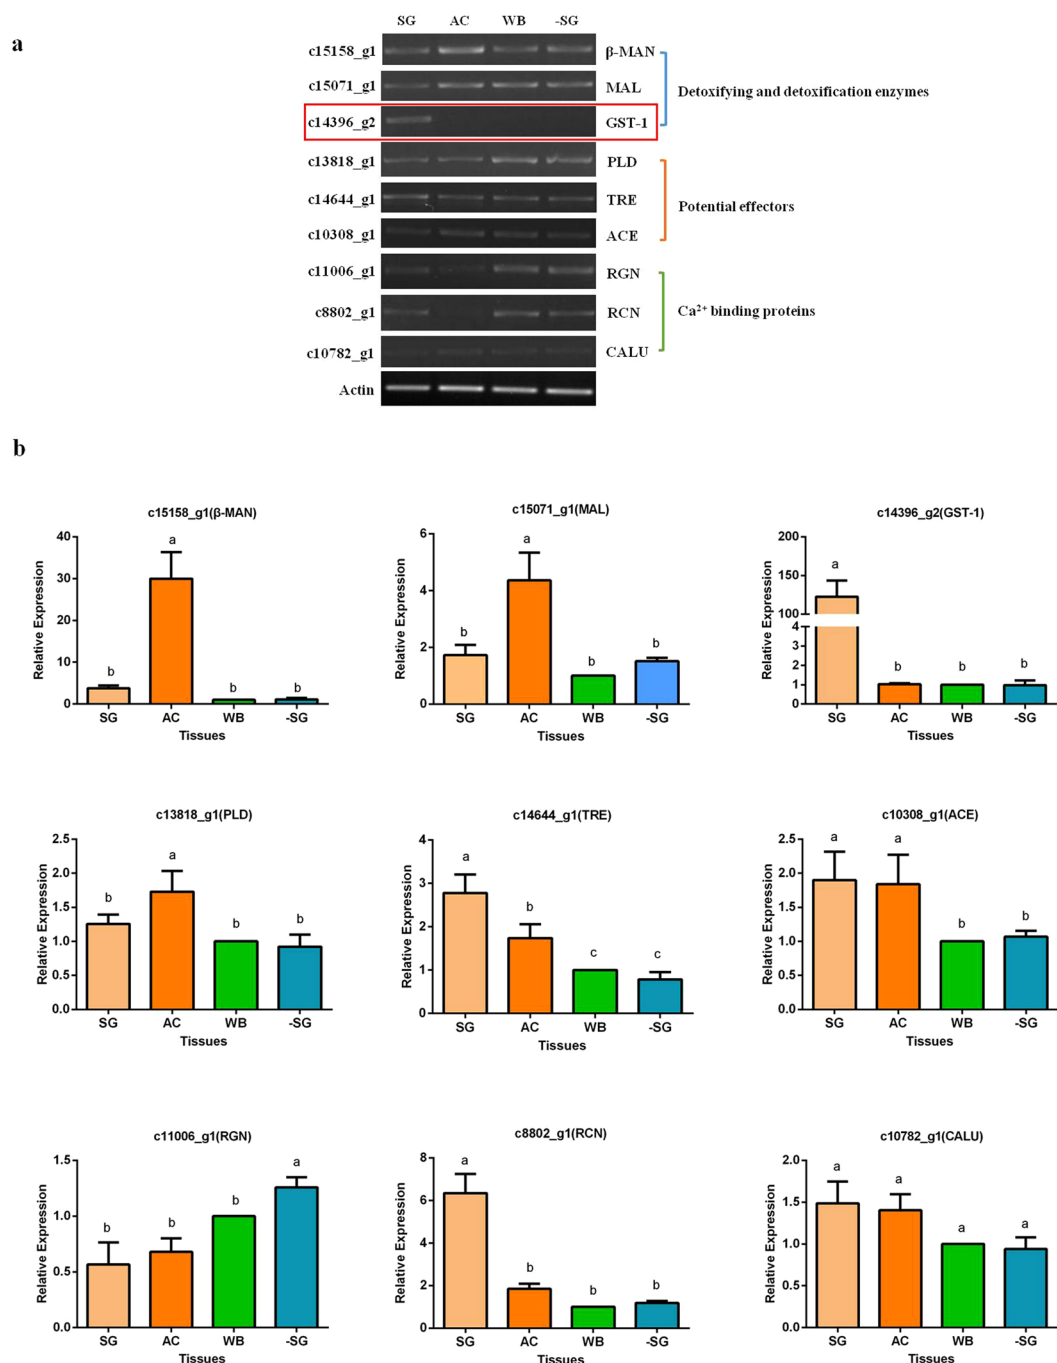 a
SG AC WB -SG
c15158_g1 β-MAN
c15071_g1 MAL
Detoxifying and detoxification enzymes
c14396_g2 GST-1
c13818_g1 PLD
c14644_g1 TRE
Potential effectors
c10308_g1 ACE
c11006_g1 RGN
c8802_g1 RCN
Ca²⁺ binding proteins
c10782_g1 CALU
Actin
b
c15158_g1(β-MAN)
Relative Expression
40
30
20
10
0
b a b b
SG AC WB -SG
Tissues
c15071_g1(MAL)
Relative Expression
6
4
2
0
b a b b
SG AC WB -SG
Tissues
c14396_g2(GST-1)
Relative Expression
200
150
100
4
3
2
1
0
a b b b
SG AC WB -SG
Tissues
c13818_g1(PLD)
Relative Expression
2.5
2.0
1.5
1.0
0.5
0.0
b a b b
SG AC WB -SG
Tissues
c14644_g1(TRE)
Relative Expression
4
3
2
1
0
a b c c
SG AC WB -SG
Tissues
c10308_g1(ACE)
Relative Expression
2.5
2.0
1.5
1.0
0.5
0.0
a a b b
SG AC WB -SG
Tissues
c11006_g1(RGN)
Relative Expression
1.5
1.0
0.5
0.0
b b b a
SG AC WB -SG
Tissues
c8802_g1(RCN)
Relative Expression
8
6
4
2
0
a b b b
SG AC WB -SG
Tissues
c10782_g1(CALU)
Relative Expression
2.0
1.5
1.0
0.5
0.0
a a a a
SG AC WB -SG
Tissues